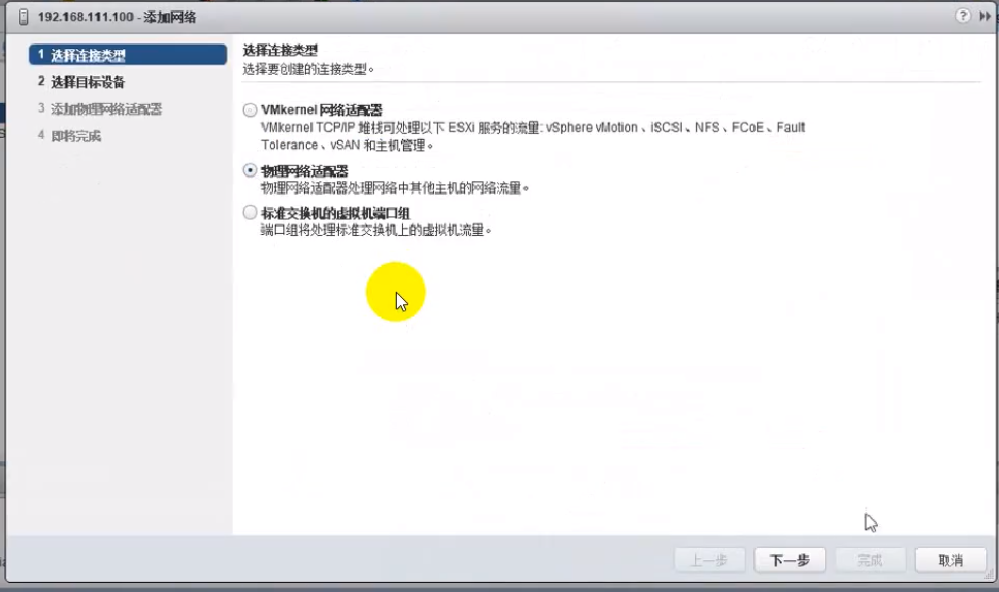 192.168.111.100 - 添加网络
1 选择连接类型
2 选择目标设备
3 添加物理网络适配器
4 即将完成
选择连接类型
选择要创建的连接类型。
VMkernel 网络适配器
VMkernel TCP/IP 堆栈可处理以下 ESXi 服务的流量: vSphere vMotion、iSCSI、NFS、FCoE、Fault
Tolerance、vSAN 和主机管理。
物理网络适配器
物理网络适配器处理网络中其他主机的网络流量。
标准交换机的虚拟机端口组
端口组将处理标准交换机上的虚拟机流量。
上一步 下一步 完成 取消